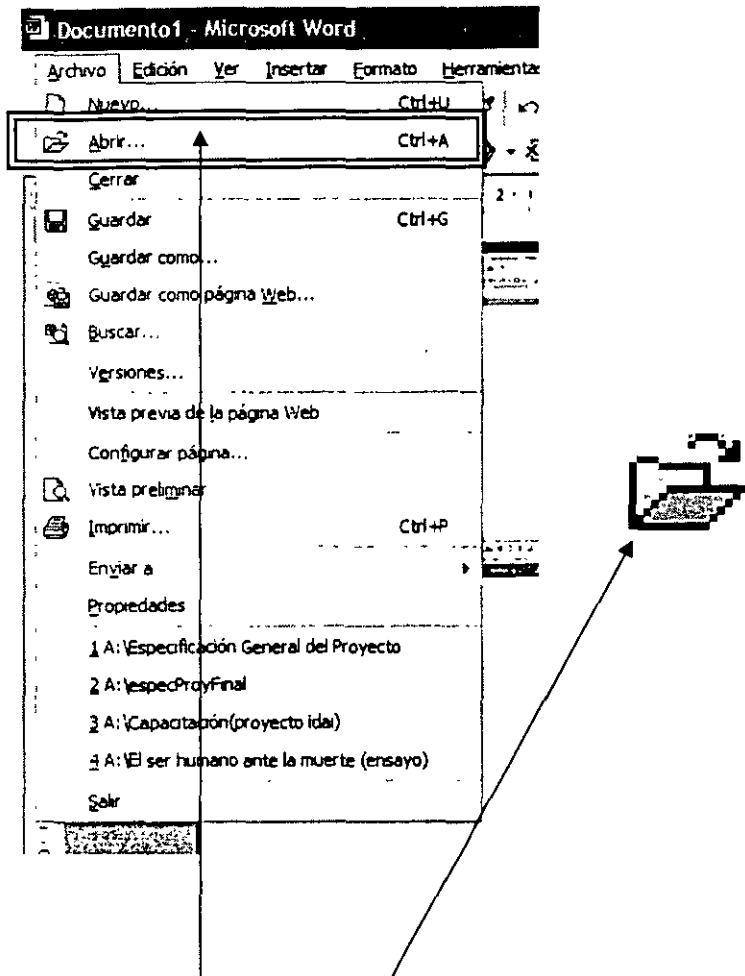 Documento1 - Microsoft Word
Archivo Edición Ver Insertar Formato Herramientas
Nuevo... Ctrl+U
Abrir... Ctrl+A
Cerrar
Guardar Ctrl+G
Guardar como...
Guardar como página Web...
Buscar...
Versiones...
Vista previa de la página Web
Configurar página...
Vista preliminar
Imprimir... Ctrl+P
Enviar a
Propiedades
1 A:\Especificación General del Proyecto
2 A:\especProyFinal
3 A:\Capacitación(proyecto idai)
4 A:\El ser humano ante la muerte (ensayo)
Salir
2